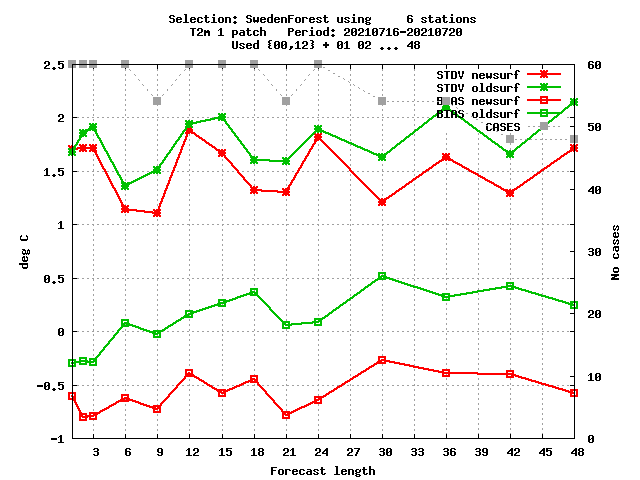 Selection: SwedenForest using 6 stations
T2m 1 patch Period: 20210716-20210720
Used {00,12} + 01 02 ... 48
STDV newsurf
STDV oldsurf
BIAS newsurf
BIAS oldsurf
CASES
deg C
2.5
2
1.5
1
0.5
0
-0.5
-1
No cases
60
50
40
30
20
10
0
3 6 9 12 15 18 21 24 27 30 33 36 39 42 45 48
Forecast length